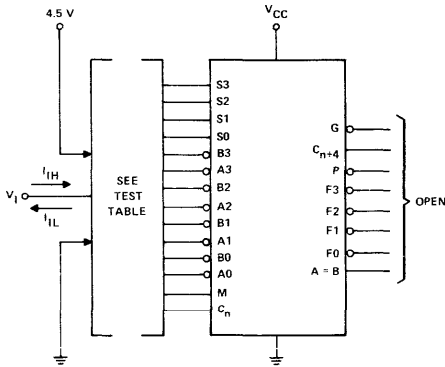 4.5 V
VCC
S3
S2
S1
S0
B3
A3
B2
A2
B1
A1
B0
A0
M
Cn
IIH
VI
IIL
SEE
TEST
TABLE
G
Cn+4
P
F3
F2
F1
F0
A = B
OPEN